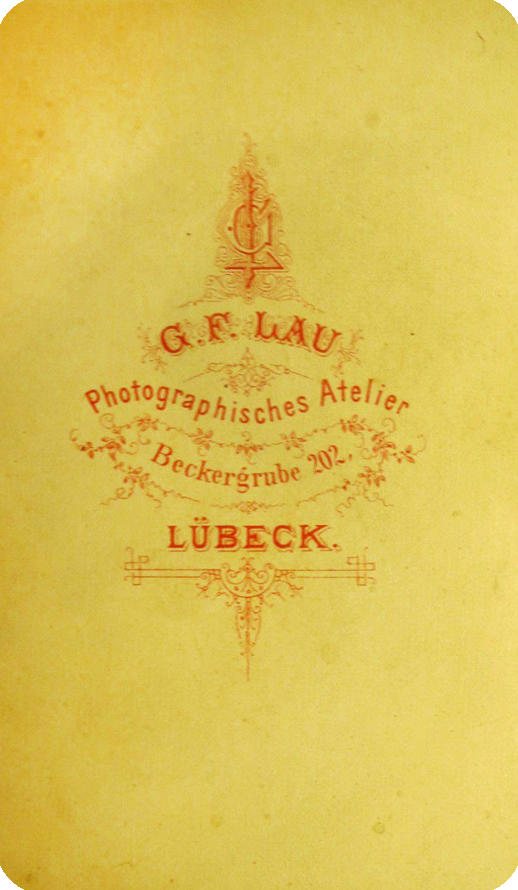 G. F. LAU
Photographisches Atelier
Beckergrube 202,
LÜBECK.